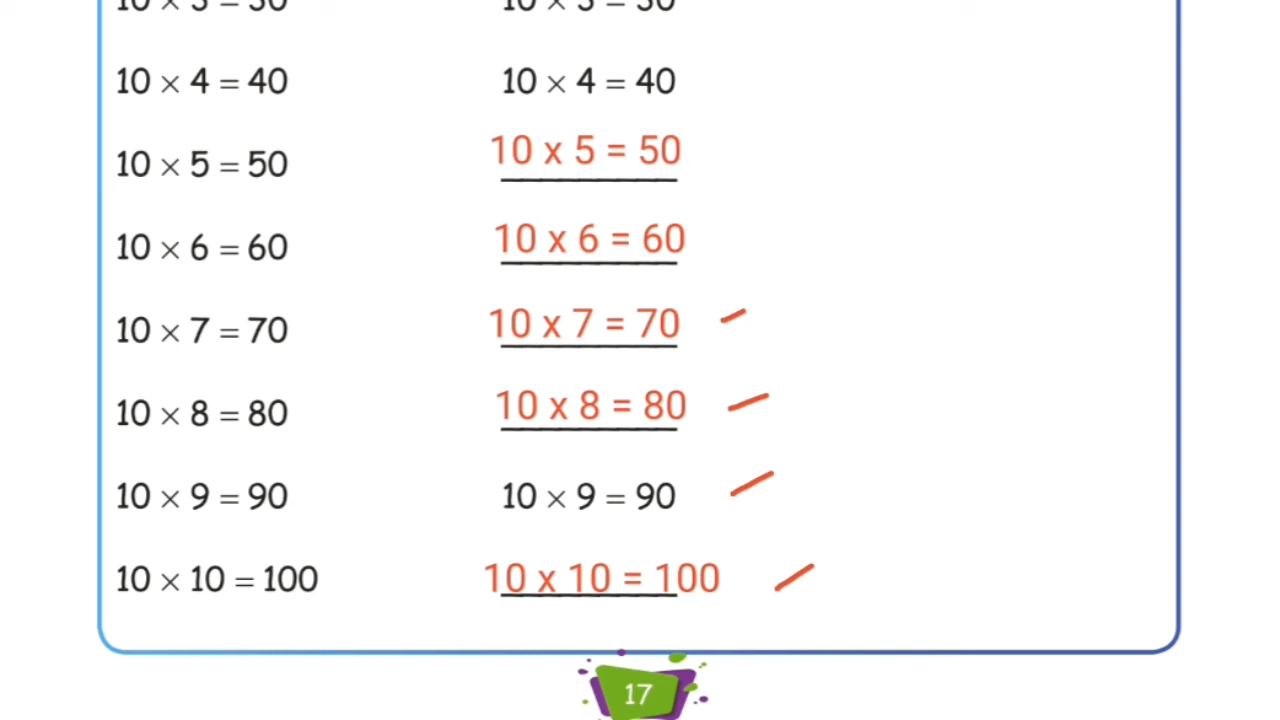 10 × 4 = 40
10 × 5 = 50
10 × 6 = 60
10 × 7 = 70
10 × 8 = 80
10 × 9 = 90
10 × 10 = 100
10 × 4 = 40
10 x 5 = 50
10 x 6 = 60
10 x 7 = 70
10 x 8 = 80
10 × 9 = 90
10 x 10 = 100
17